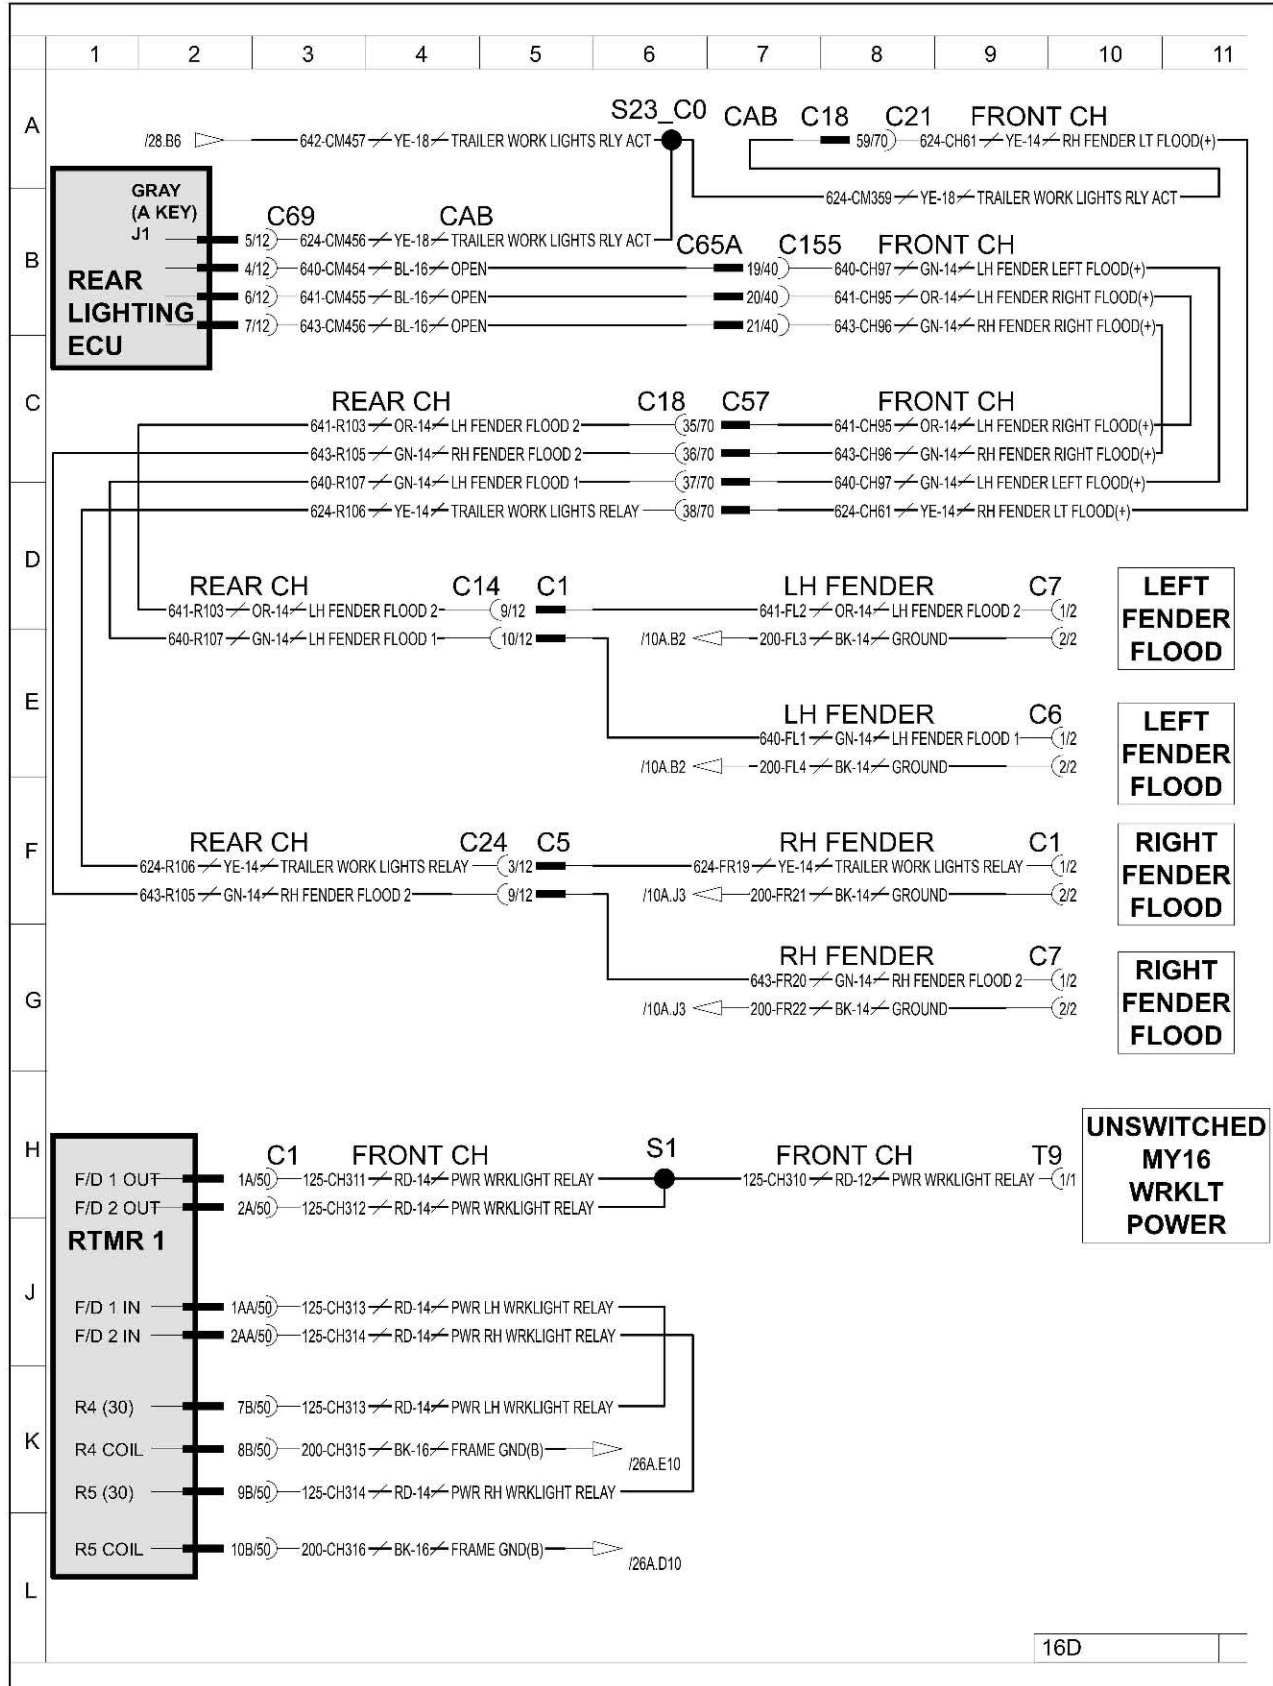 1 2 3 4 5 6 7 8 9 10 11
A
S23_C0 CAB C18 C21 FRONT CH
/28.B6 642-CM457 YE-18 TRAILER WORK LIGHTS RLY ACT 59/70 624-CH61 YE-14 RH FENDER LT FLOOD(+)
GRAY
(A KEY)
J1
624-CM359 YE-18 TRAILER WORK LIGHTS RLY ACT
C69 CAB
5/12 624-CM456 YE-18 TRAILER WORK LIGHTS RLY ACT
C65A C155 FRONT CH
B
4/12 640-CM454 BL-16 OPEN 19/40 640-CH97 GN-14 LH FENDER LEFT FLOOD(+)
6/12 641-CM455 BL-16 OPEN 20/40 641-CH95 OR-14 LH FENDER RIGHT FLOOD(+)
7/12 643-CM456 BL-16 OPEN 21/40 643-CH96 GN-14 RH FENDER RIGHT FLOOD(+)
REAR
LIGHTING
ECU
C
REAR CH C18 C57 FRONT CH
641-R103 OR-14 LH FENDER FLOOD 2 35/70 641-CH95 OR-14 LH FENDER RIGHT FLOOD(+)
643-R105 GN-14 RH FENDER FLOOD 2 36/70 643-CH96 GN-14 RH FENDER RIGHT FLOOD(+)
640-R107 GN-14 LH FENDER FLOOD 1 37/70 640-CH97 GN-14 LH FENDER LEFT FLOOD(+)
624-R106 YE-14 TRAILER WORK LIGHTS RELAY 38/70 624-CH61 YE-14 RH FENDER LT FLOOD(+)
D
REAR CH C14 C1 LH FENDER C7
641-R103 OR-14 LH FENDER FLOOD 2 9/12 641-FL2 OR-14 LH FENDER FLOOD 2 1/2
640-R107 GN-14 LH FENDER FLOOD 1 10/12 /10A.B2 200-FL3 BK-14 GROUND 2/2
LEFT
FENDER
FLOOD
E
LH FENDER C6
640-FL1 GN-14 LH FENDER FLOOD 1 1/2
/10A.B2 200-FL4 BK-14 GROUND 2/2
LEFT
FENDER
FLOOD
F
REAR CH C24 C5 RH FENDER C1
624-R106 YE-14 TRAILER WORK LIGHTS RELAY 3/12 624-FR19 YE-14 TRAILER WORK LIGHTS RELAY 1/2
643-R105 GN-14 RH FENDER FLOOD 2 9/12 /10A.J3 200-FR21 BK-14 GROUND 2/2
RIGHT
FENDER
FLOOD
G
RH FENDER C7
643-FR20 GN-14 RH FENDER FLOOD 2 1/2
/10A.J3 200-FR22 BK-14 GROUND 2/2
RIGHT
FENDER
FLOOD
H
C1 FRONT CH S1 FRONT CH T9
F/D 1 OUT 1A/50 125-CH311 RD-14 PWR WRKLIGHT RELAY 125-CH310 RD-12 PWR WRKLIGHT RELAY 1/1
F/D 2 OUT 2A/50 125-CH312 RD-14 PWR WRKLIGHT RELAY
UNSWITCHED
MY16
WRKLT
POWER
RTMR 1
J
F/D 1 IN 1AA/50 125-CH313 RD-14 PWR LH WRKLIGHT RELAY
F/D 2 IN 2AA/50 125-CH314 RD-14 PWR RH WRKLIGHT RELAY
R4 (30) 7B/50 125-CH313 RD-14 PWR LH WRKLIGHT RELAY
K
R4 COIL 8B/50 200-CH315 BK-16 FRAME GND(B) /26A.E10
R5 (30) 9B/50 125-CH314 RD-14 PWR RH WRKLIGHT RELAY
R5 COIL 10B/50 200-CH316 BK-16 FRAME GND(B) /26A.D10
L
16D